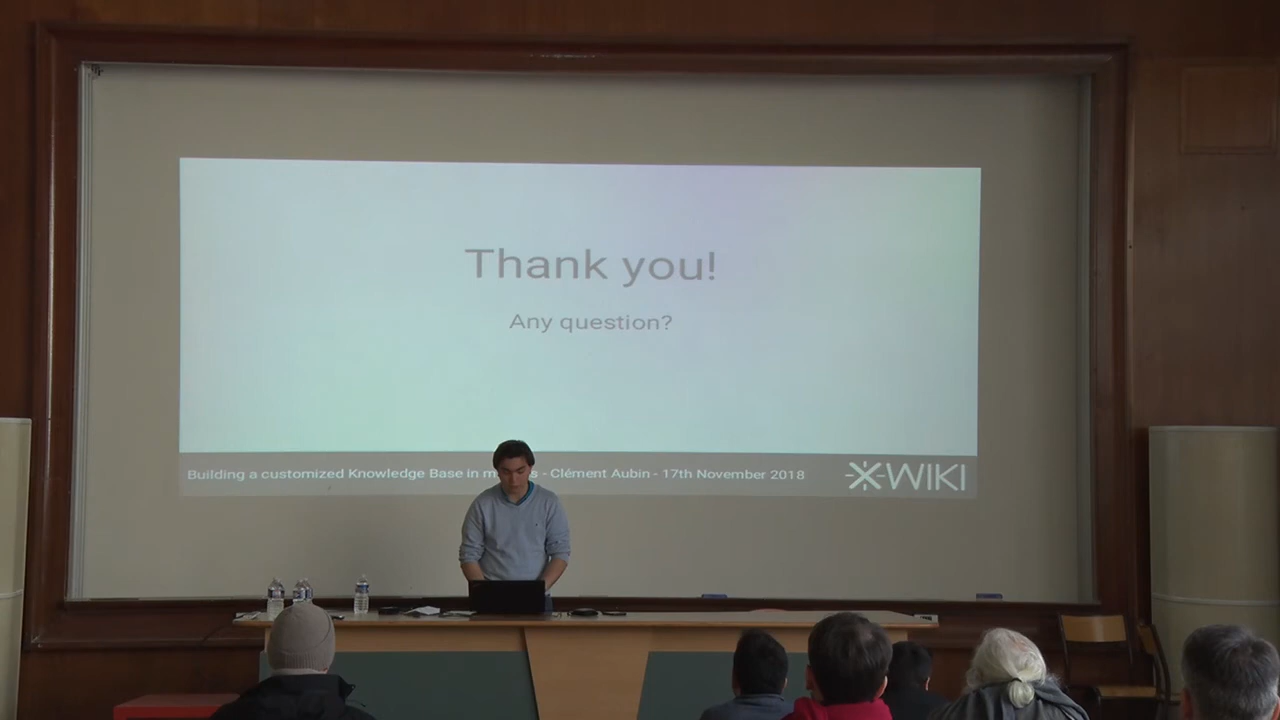 Thank you!
Any question?
Building a customized Knowledge Base in - Clément Aubin - 17th November 2018
XWIKI